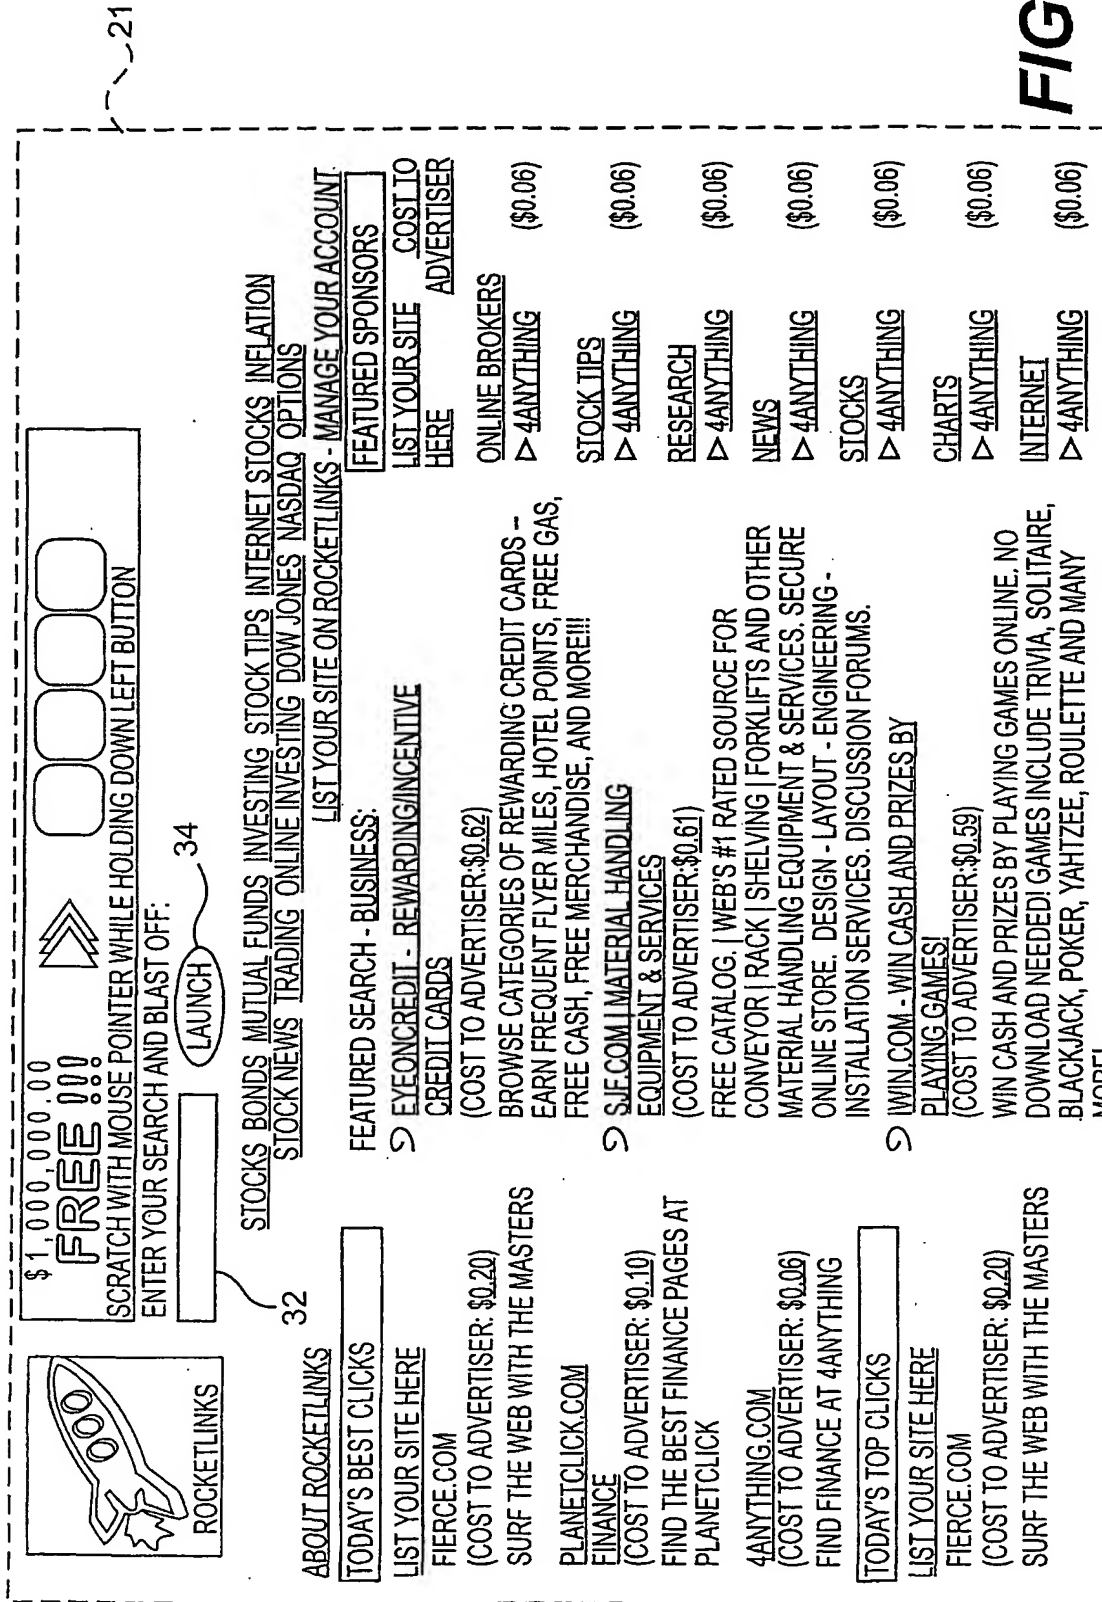 21
$1,000,000.00
FREE !!!
SCRATCH WITH MOUSE POINTER WHILE HOLDING DOWN LEFT BUTTON
ENTER YOUR SEARCH AND BLAST OFF:
LAUNCH
34
32
ROCKETLINKS
STOCKS BONDS MUTUAL FUNDS INVESTING STOCK TIPS INTERNET STOCKS INFLATION
STOCK NEWS TRADING ONLINE INVESTING DOW JONES NASDAQ OPTIONS
LIST YOUR SITE ON ROCKETLINKS - MANAGE YOUR ACCOUNT
ABOUT ROCKETLINKS
TODAY'S BEST CLICKS
LIST YOUR SITE HERE
FIERCE.COM
(COST TO ADVERTISER: $0.20)
SURF THE WEB WITH THE MASTERS
PLANETCLICK.COM
FINANCE
(COST TO ADVERTISER: $0.10)
FIND THE BEST FINANCE PAGES AT
PLANETCLICK
4ANYTHING.COM
(COST TO ADVERTISER: $0.06)
FIND FINANCE AT 4ANYTHING
TODAY'S TOP CLICKS
LIST YOUR SITE HERE
FIERCE.COM
(COST TO ADVERTISER: $0.20)
SURF THE WEB WITH THE MASTERS
FEATURED SEARCH - BUSINESS:
EYEONCREDIT - REWARDING/INCENTIVE
CREDIT CARDS
(COST TO ADVERTISER:$0.62)
BROWSE CATEGORIES OF REWARDING CREDIT CARDS –
EARN FREQUENT FLYER MILES, HOTEL POINTS, FREE GAS,
FREE CASH, FREE MERCHANDISE, AND MORE!!!
SJF.COM | MATERIAL HANDLING
EQUIPMENT & SERVICES
(COST TO ADVERTISER:$0.61)
FREE CATALOG. | WEB'S #1 RATED SOURCE FOR
CONVEYOR | RACK | SHELVING | FORKLIFTS AND OTHER
MATERIAL HANDLING EQUIPMENT & SERVICES. SECURE
ONLINE STORE. DESIGN - LAYOUT - ENGINEERING -
INSTALLATION SERVICES. DISCUSSION FORUMS.
IWIN.COM - WIN CASH AND PRIZES BY
PLAYING GAMES!
(COST TO ADVERTISER:$0.59)
WIN CASH AND PRIZES BY PLAYING GAMES ONLINE. NO
DOWNLOAD NEEDED! GAMES INCLUDE TRIVIA, SOLITAIRE,
BLACKJACK, POKER, YAHTZEE, ROULETTE AND MANY
MORE!
FEATURED SPONSORS
LIST YOUR SITE COST TO
HERE ADVERTISER
ONLINE BROKERS
▷ 4ANYTHING ($0.06)
STOCK TIPS
▷ 4ANYTHING ($0.06)
RESEARCH
▷ 4ANYTHING ($0.06)
NEWS
▷ 4ANYTHING ($0.06)
STOCKS
▷ 4ANYTHING ($0.06)
CHARTS
▷ 4ANYTHING ($0.06)
INTERNET
▷ 4ANYTHING ($0.06)
FIG